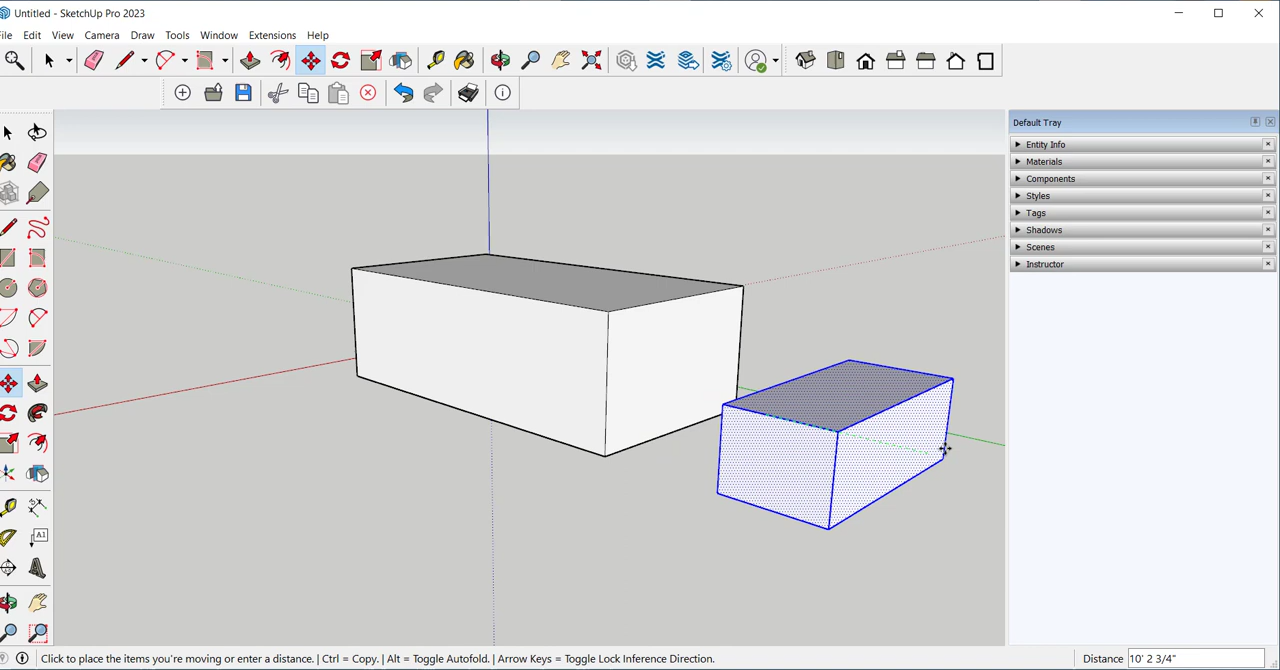 Untitled - SketchUp Pro 2023
File Edit View Camera Draw Tools Window Extensions Help
Default Tray
Entity Info
Materials
Components
Styles
Tags
Shadows
Scenes
Instructor
A1
Click to place the items you're moving or enter a distance. | Ctrl = Copy. | Alt = Toggle Autofold. | Arrow Keys = Toggle Lock Inference Direction.
Distance 10' 2 3/4"